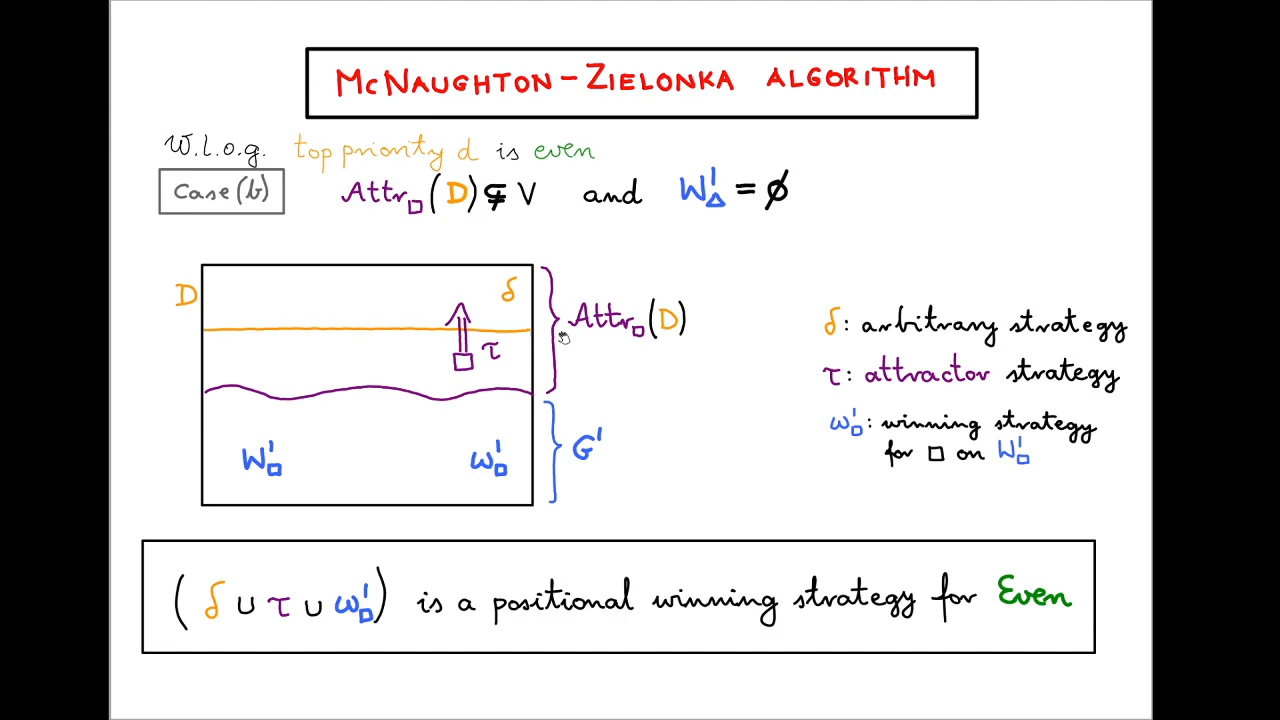 McNAUGHTON-ZIELONKA ALGORITHM
W.l.o.g. top priority d is even
Case (b) Attr□(D) ⊊ V and W'△ = ∅
D δ
τ
Attr□(D)
W'□ ω'□ G'
δ: arbitrary strategy
τ: attractor strategy
ω'□: winning strategy
for □ on W'□
(δ ∪ τ ∪ ω'□) is a positional winning strategy for Even